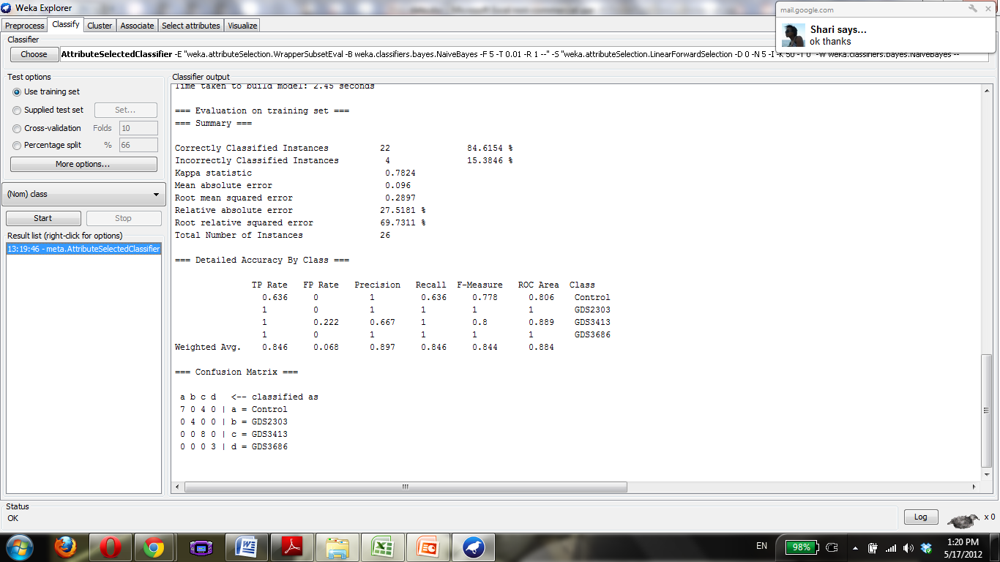 Weka Explorer
mail.google.com
Shari says...
ok thanks
Preprocess Classify Cluster Associate Select attributes Visualize
Classifier
Choose AttributeSelectedClassifier -E "weka.attributeSelection.WrapperSubsetEval -B weka.classifiers.bayes.NaiveBayes -F 5 -T 0.01 -R 1 --" -S "weka.attributeSelection.LinearForwardSelection -D 0 -N 5 -I -K 50 -T 0" -W weka.classifiers.bayes.NaiveBayes --
Test options
Use training set
Supplied test set Set...
Cross-validation Folds 10
Percentage split % 66
More options...
(Nom) class
Start Stop
Result list (right-click for options)
13:19:46 - meta.AttributeSelectedClassifier
Classifier output
Time taken to build model: 2.45 seconds
=== Evaluation on training set ===
=== Summary ===
Correctly Classified Instances 22 84.6154 %
Incorrectly Classified Instances 4 15.3846 %
Kappa statistic 0.7824
Mean absolute error 0.096
Root mean squared error 0.2897
Relative absolute error 27.5181 %
Root relative squared error 69.7311 %
Total Number of Instances 26
=== Detailed Accuracy By Class ===
TP Rate FP Rate Precision Recall F-Measure ROC Area Class
0.636 0 1 0.636 0.778 0.806 Control
1 0 1 1 1 1 GDS2303
1 0.222 0.667 1 0.8 0.889 GDS3413
1 0 1 1 1 1 GDS3686
Weighted Avg. 0.846 0.068 0.897 0.846 0.844 0.884
=== Confusion Matrix ===
a b c d <-- classified as
7 0 4 0 | a = Control
0 4 0 0 | b = GDS2303
0 0 8 0 | c = GDS3413
0 0 0 3 | d = GDS3686
Status
OK
Log x 0
EN 98% 1:20 PM
5/17/2012